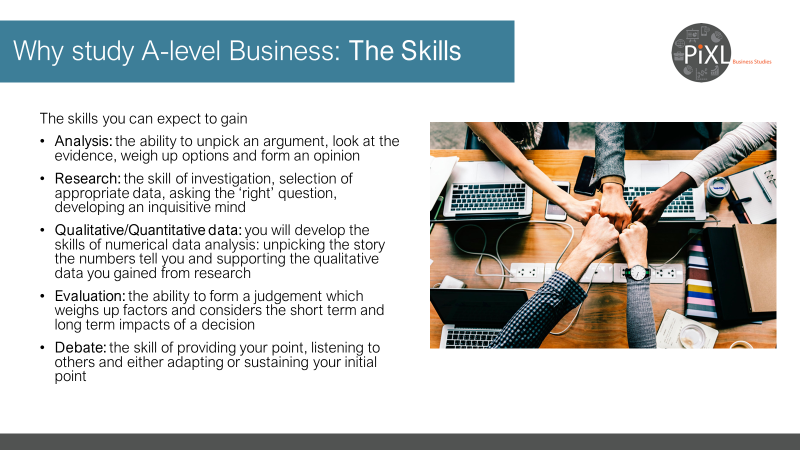 Why study A-level Business: The Skills
PiXL
Business Studies
The skills you can expect to gain
• Analysis: the ability to unpick an argument, look at the
evidence, weigh up options and form an opinion
• Research: the skill of investigation, selection of
appropriate data, asking the ‘right’ question,
developing an inquisitive mind
• Qualitative/Quantitative data: you will develop the
skills of numerical data analysis: unpicking the story
the numbers tell you and supporting the qualitative
data you gained from research
• Evaluation: the ability to form a judgement which
weighs up factors and considers the short term and
long term impacts of a decision
• Debate: the skill of providing your point, listening to
others and either adapting or sustaining your initial
point